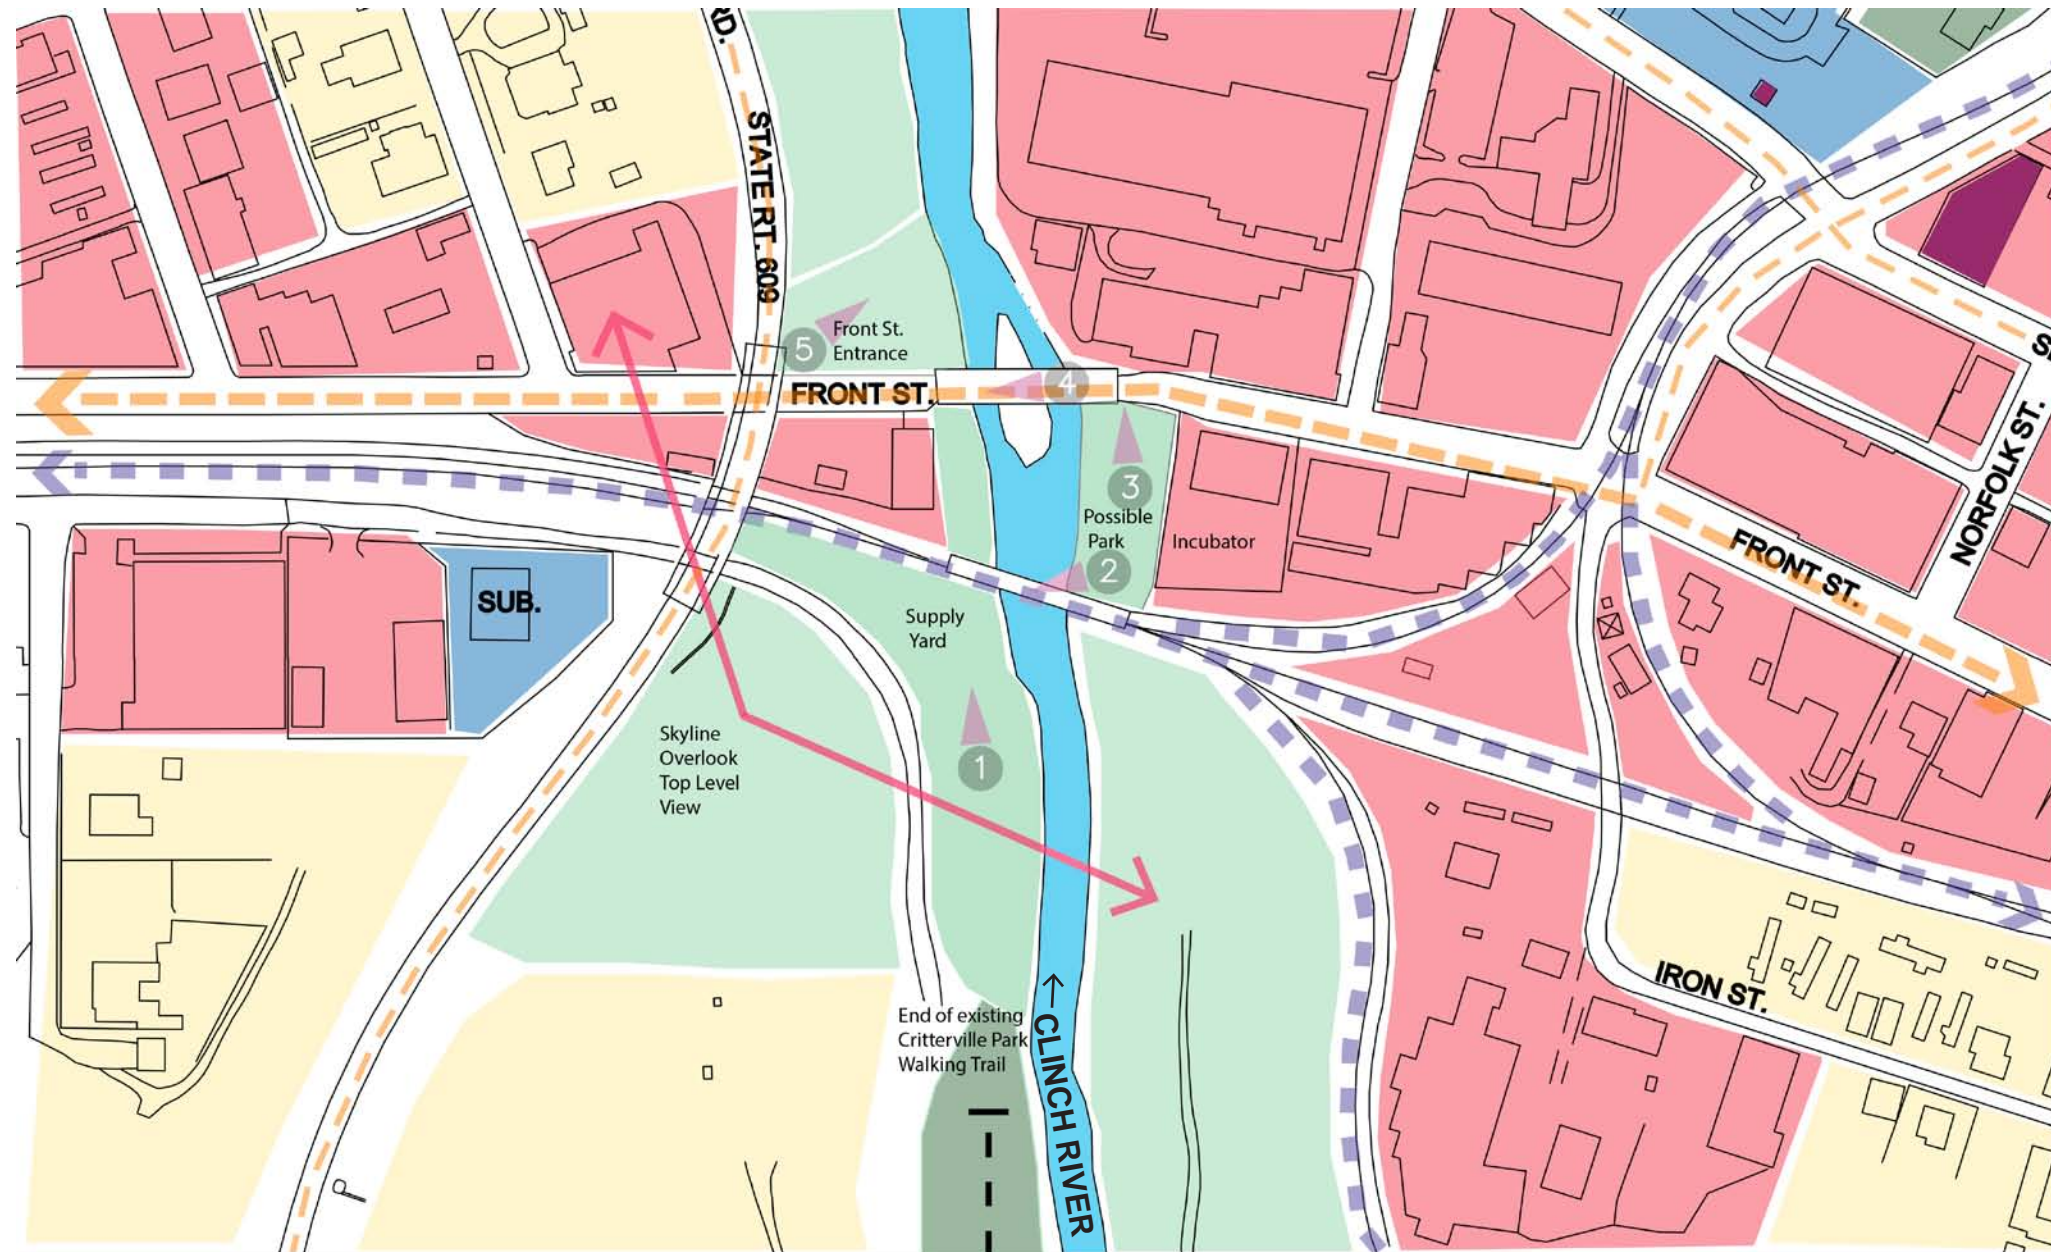 RD.
STATE RT. 609
5
Front St.
Entrance
FRONT ST.
4
3
Possible
Park
2
Incubator
SUB.
Supply
Yard
1
Skyline
Overlook
Top Level
View
End of existing
Critterville Park
Walking Trail
CLINCH RIVER
FRONT ST.
NORFOLK ST.
IRON ST.